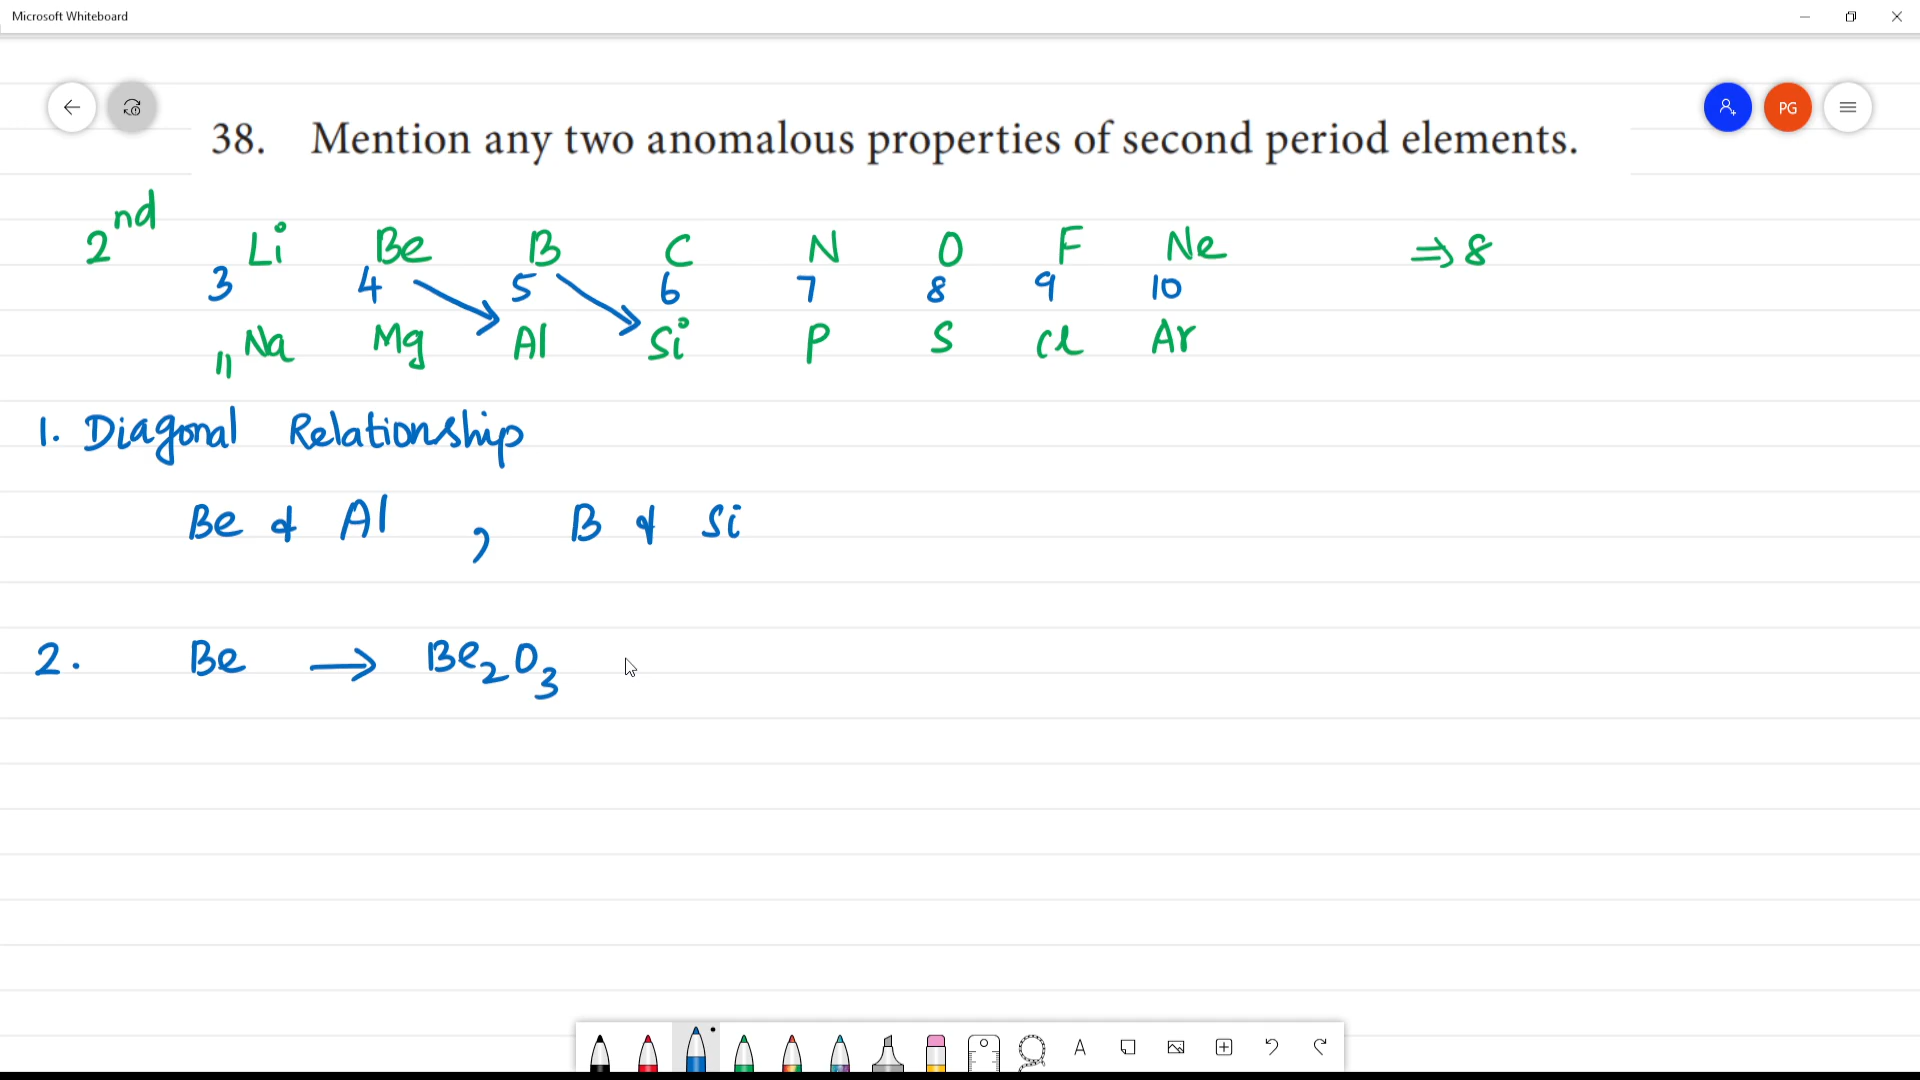 Microsoft Whiteboard
PG
38. Mention any two anomalous properties of second period elements.
2nd Li Be B C N O F Ne ⇒ 8
3 4 5 6 7 8 9 10
11 Na Mg Al Si P S Cl Ar
1. Diagonal Relationship
Be & Al , B & Si
2. Be → Be₂O₃
A